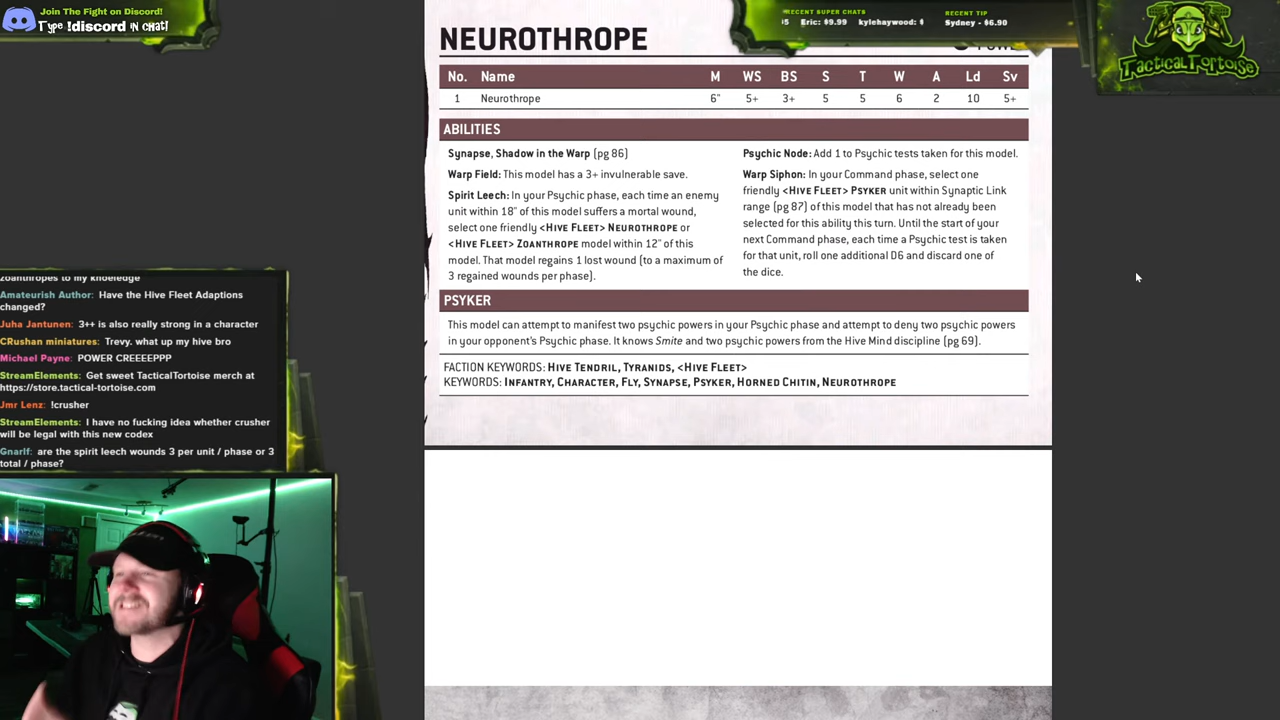 Join The Fight on Discord!
Type !discord in chat!
RECENT SUPER CHATS
Eric: $9.99 kylehaywood: $
RECENT TIP
Sydney - $6.90
TacticalTortoise
NEUROTHROPE
No. Name M WS BS S T W A Ld Sv
1 Neurothrope 6" 5+ 3+ 5 5 6 2 10 5+
ABILITIES
Synapse, Shadow in the Warp (pg 86)
Warp Field: This model has a 3+ invulnerable save.
Spirit Leech: In your Psychic phase, each time an enemy
unit within 18" of this model suffers a mortal wound,
select one friendly <HIVE FLEET> NEUROTHROPE or
<HIVE FLEET> ZOANTHROPE model within 12" of this
model. That model regains 1 lost wound (to a maximum of
3 regained wounds per phase).
Psychic Node: Add 1 to Psychic tests taken for this model.
Warp Siphon: In your Command phase, select one
friendly <HIVE FLEET> PSYKER unit within Synaptic Link
range (pg 87) of this model that has not already been
selected for this ability this turn. Until the start of your
next Command phase, each time a Psychic test is taken
for that unit, roll one additional D6 and discard one of
the dice.
PSYKER
This model can attempt to manifest two psychic powers in your Psychic phase and attempt to deny two psychic powers
in your opponent's Psychic phase. It knows Smite and two psychic powers from the Hive Mind discipline (pg 69).
FACTION KEYWORDS: HIVE TENDRIL, TYRANIDS, <HIVE FLEET>
KEYWORDS: INFANTRY, CHARACTER, FLY, SYNAPSE, PSYKER, HORNED CHITIN, NEUROTHROPE
zoanthropes to my knoeledge
Amateurish Author: Have the Hive Fleet Adaptions
changed?
Juha Jantunen: 3++ is also really strong in a character
CRushan miniatures: Trevy. what up my hive bro
Michael Payne: POWER CREEEEPPP
StreamElements: Get sweet TacticalTortoise merch at
https://store.tactical-tortoise.com
Jmr Lenz: !crusher
StreamElements: I have no fucking idea whether crusher
will be legal with this new codex
Gnarlf: are the spirit leech wounds 3 per unit / phase or 3
total / phase?